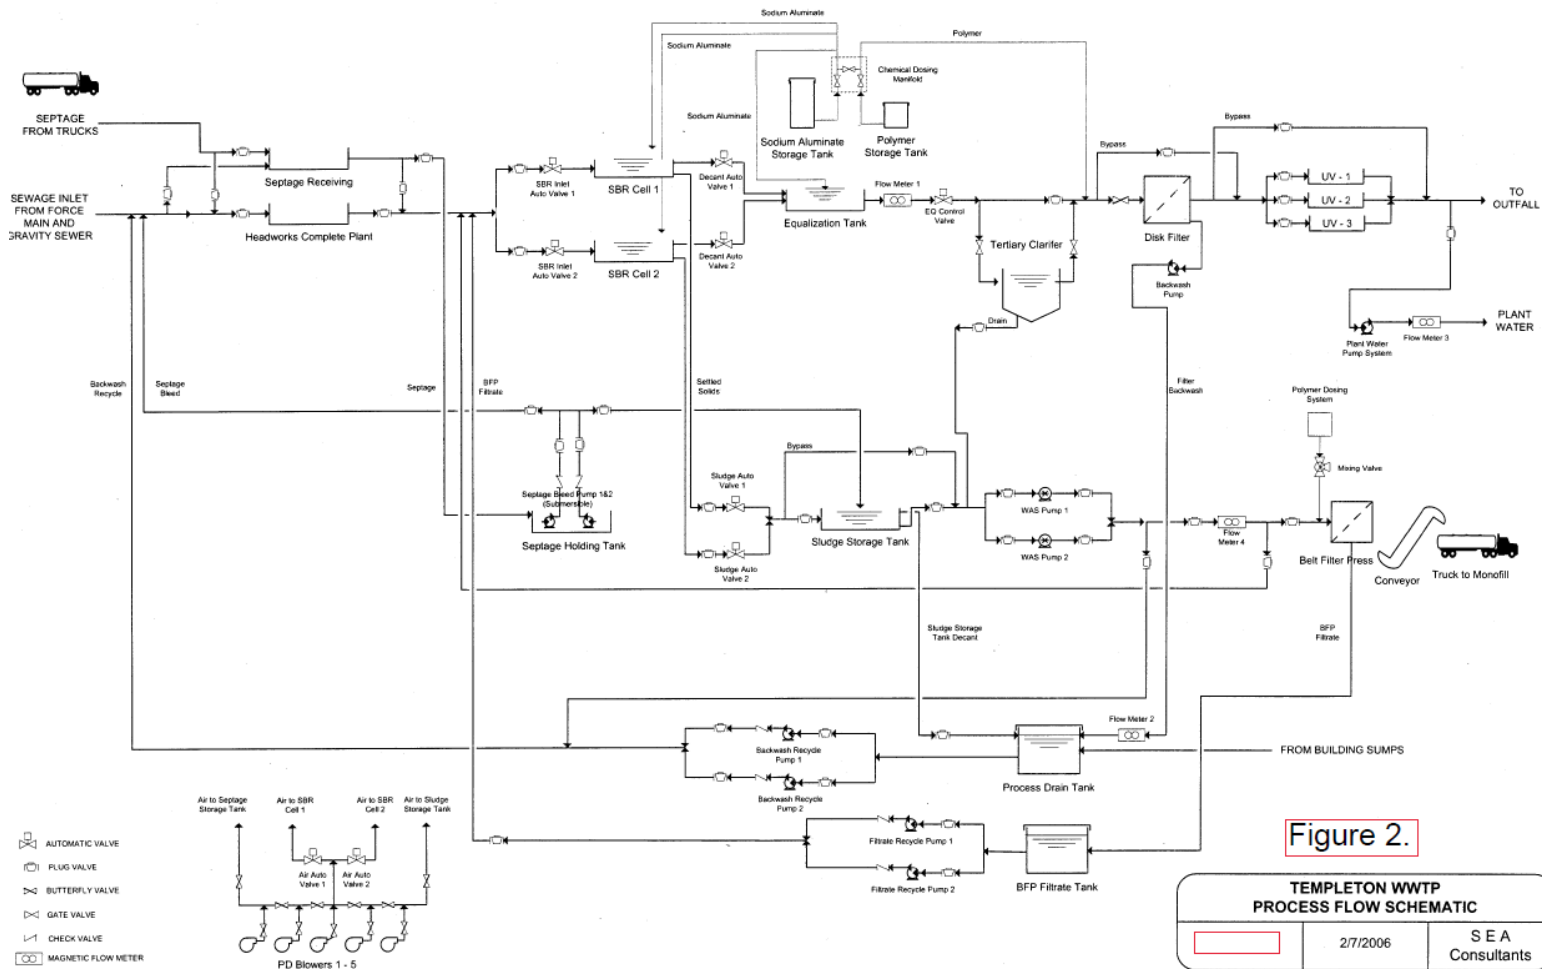 Sodium Aluminate
Sodium Aluminate
Polymer
Chemical Dosing
Manifold
SEPTAGE
FROM TRUCKS
Sodium Aluminate
Sodium Aluminate
Storage Tank
Polymer
Storage Tank
Bypass
Bypass
Septage Receiving
SBR Inlet
Auto Valve 1
SBR Cell 1
Decant Auto
Valve 1
Flow Meter 1
UV - 1
UV - 2
UV - 3
TO
OUTFALL
SEWAGE INLET
FROM FORCE
MAIN AND
GRAVITY SEWER
Headworks Complete Plant
Equalization Tank
EQ Control
Valve
Disk Filter
SBR Inlet
Auto Valve 2
SBR Cell 2
Decant Auto
Valve 2
Tertiary Clarifer
Backwash
Pump
Drain
PLANT
WATER
Plant Water
Pump System
Flow Meter 3
Backwash
Recycle
Septage
Bleed
Septage
BFP
Filtrate
Settled
Solids
Filter
Backwash
Polymer Dosing
System
Bypass
Mixing Valve
Sludge Auto
Valve 1
Septage Bleed Pump 1&2
(Submersible)
WAS Pump 1
Septage Holding Tank
Sludge Storage Tank
WAS Pump 2
Flow
Meter 4
Belt Filter Press
Sludge Auto
Valve 2
Conveyor
Truck to Monofill
Sludge Storage
Tank Decant
BFP
Filtrate
Flow Meter 2
Backwash Recycle
Pump 1
FROM BUILDING SUMPS
Process Drain Tank
Backwash Recycle
Pump 2
Air to Septage
Storage Tank
Air to SBR
Cell 1
Air to SBR
Cell 2
Air to Sludge
Storage Tank
Filtrate Recycle Pump 1
Filtrate Recycle Pump 2
BFP Filtrate Tank
Figure 2.
AUTOMATIC VALVE
PLUG VALVE
BUTTERFLY VALVE
GATE VALVE
CHECK VALVE
MAGNETIC FLOW METER
Air Auto
Valve 1
Air Auto
Valve 2
PD Blowers 1 - 5
TEMPLETON WWTP
PROCESS FLOW SCHEMATIC
2/7/2006
S E A
Consultants